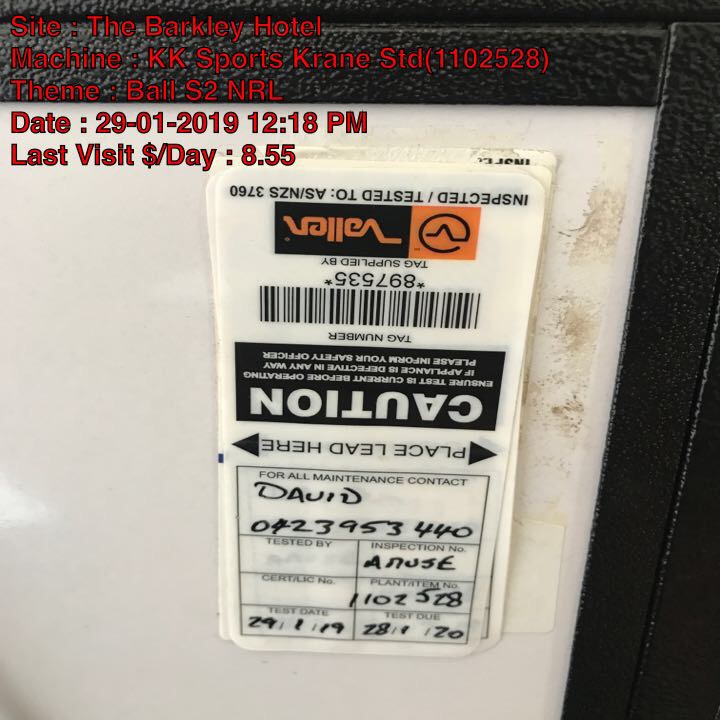 Site : The Barkley Hotel
Machine : KK Sports Krane Std(1102528)
Theme : Ball S2 NRL
Date : 29-01-2019 12:18 PM
Last Visit $/Day : 8.55
INSPECTED / TESTED TO: AS/NZS 3760
Vallen
TAG SUPPLIED BY
*897535*
TAG NUMBER
PLEASE INFORM YOUR SAFETY OFFICER
IF APPLIANCE IS DEFECTIVE IN ANY WAY
ENSURE TEST IS CURRENT BEFORE OPERATING
CAUTION
PLACE LEAD HERE
FOR ALL MAINTENANCE CONTACT
DAVID
0423953440
TESTED BY INSPECTION No.
AMUSE
CERT/LIC No. PLANT/ITEM No.
1102528
TEST DATE TEST DUE
29/1/19 28/1/20